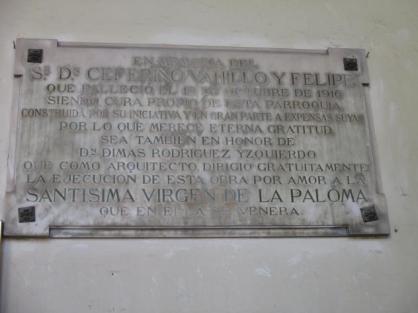 EN MEMORIA DEL
Sr. Dn. CEFERINO VAHILLO Y FELIPE
QUE FALLECIO EL DE OCTUBRE DE 1916
SIENDO CURA PROPIO DE ESTA PARROQUIA,
CONSTRUIDA POR SU INICIATIVA Y EN GRAN PARTE A EXPENSAS SUYAS
POR LO QUE MERECE ETERNA GRATITUD.
SEA TAMBIEN EN HONOR DE
Dn. DIMAS RODRIGUEZ YZQUIERDO
QUE COMO ARQUITECTO, DIRIGIO GRATUITAMENTE
LA EJECUCION DE ESTA OBRA POR AMOR A LA
SANTISIMA VIRGEN DE LA PALOMA
QUE EN ELLA SE VENERA.